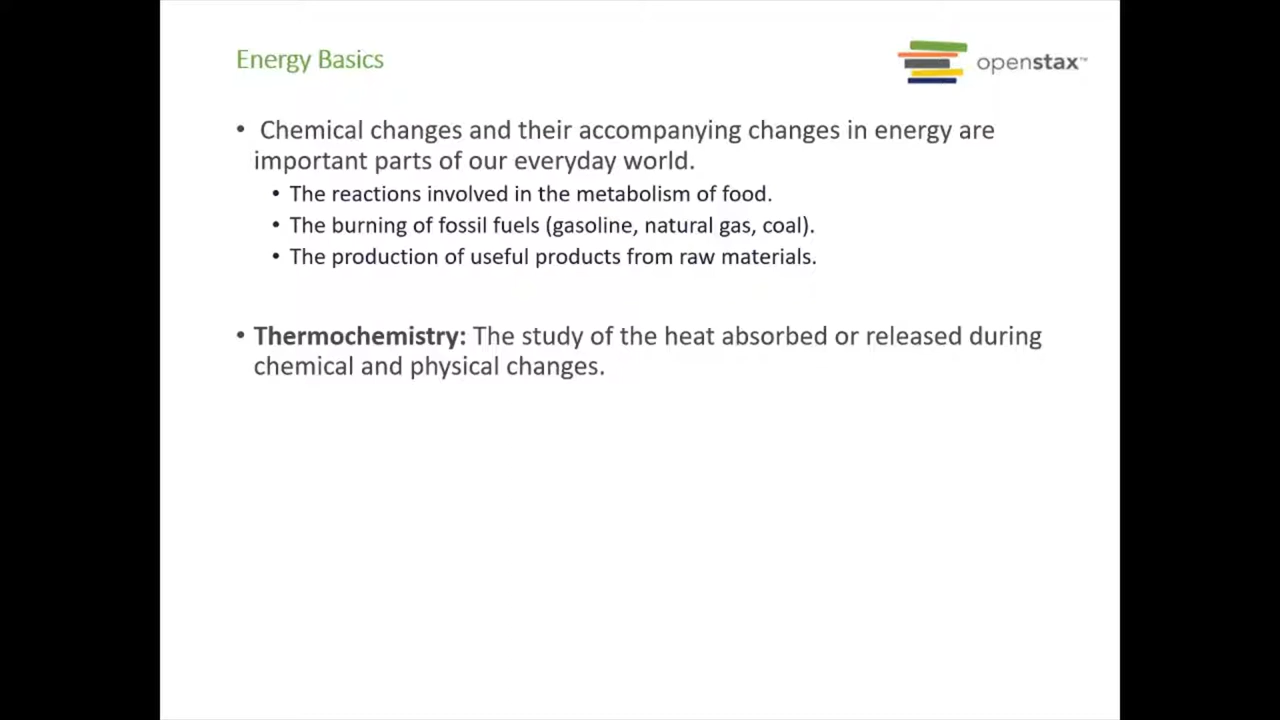 Energy Basics
openstax™
• Chemical changes and their accompanying changes in energy are
important parts of our everyday world.
• The reactions involved in the metabolism of food.
• The burning of fossil fuels (gasoline, natural gas, coal).
• The production of useful products from raw materials.
• Thermochemistry: The study of the heat absorbed or released during
chemical and physical changes.